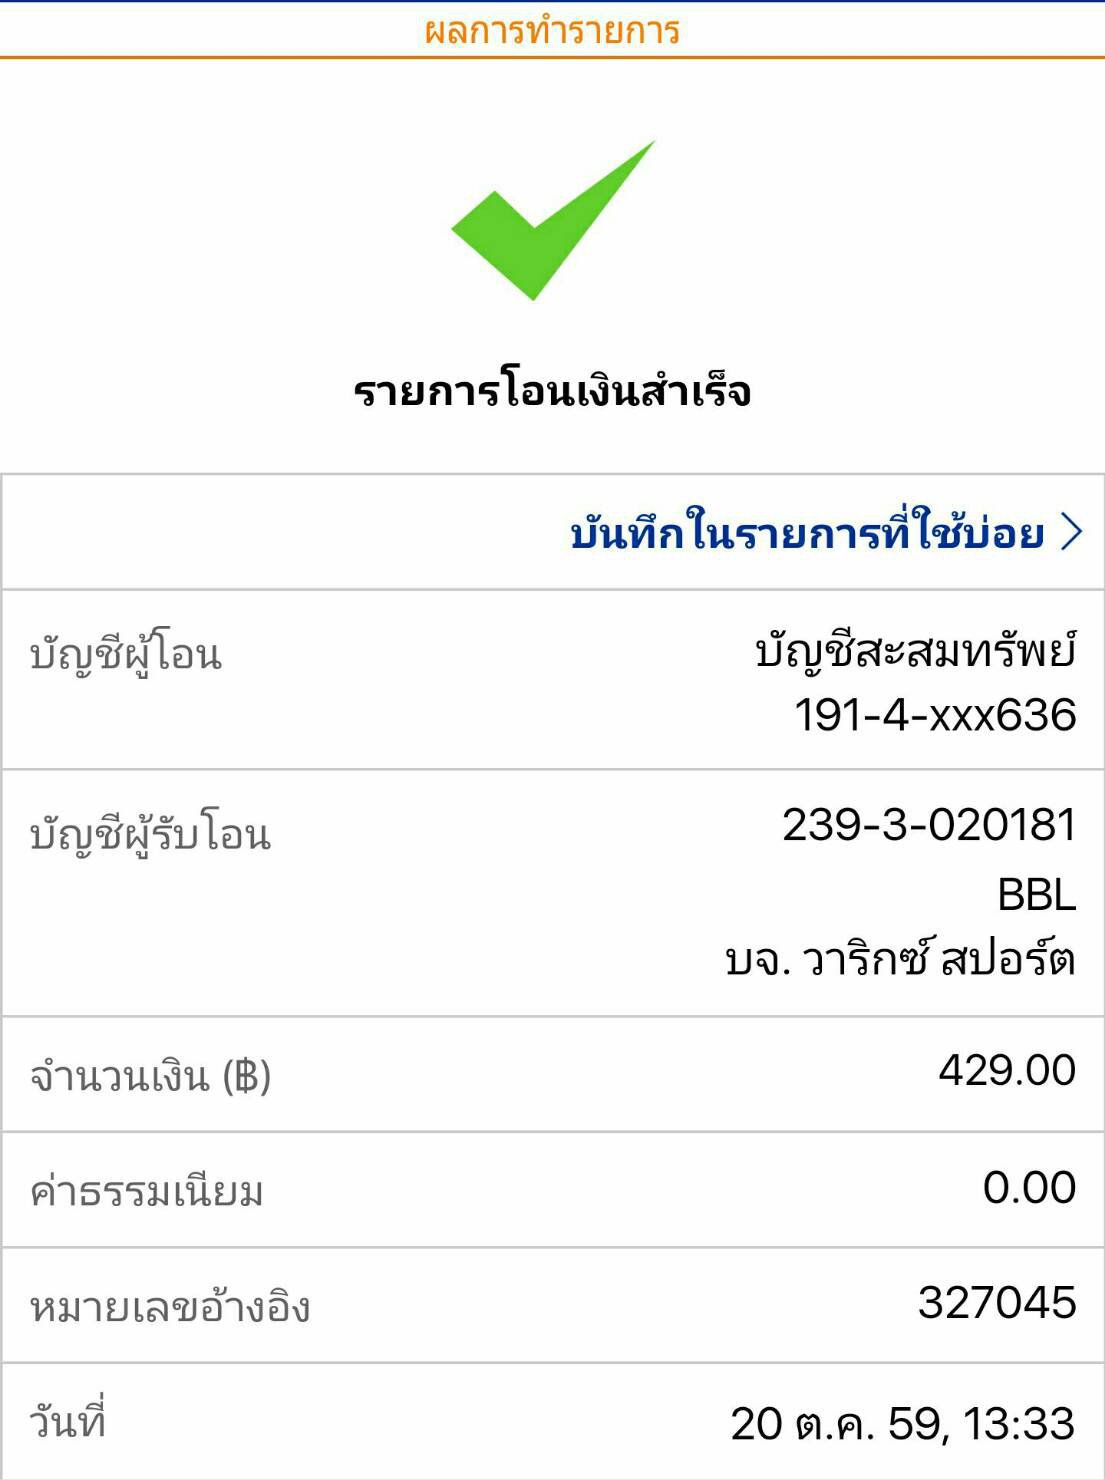 ผลการทำรายการ
รายการโอนเงินสำเร็จ
บันทึกในรายการที่ใช้บ่อย
บัญชีผู้โอน บัญชีสะสมทรัพย์
191-4-xxx636
บัญชีผู้รับโอน 239-3-020181
BBL
บจ. วาริกซ์ สปอร์ต
จำนวนเงิน (฿) 429.00
ค่าธรรมเนียม 0.00
หมายเลขอ้างอิง 327045
วันที่ 20 ต.ค. 59, 13:33